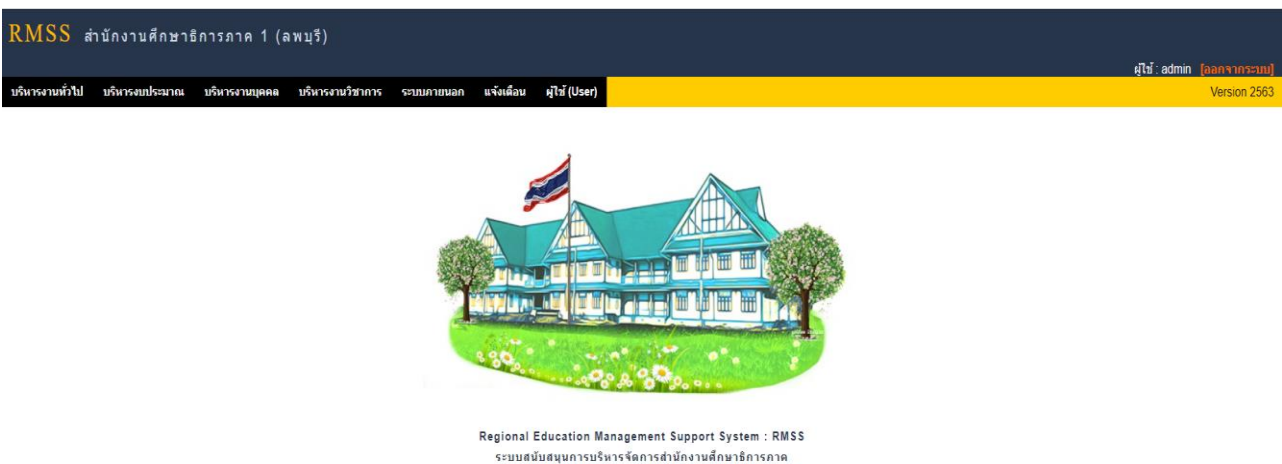 RMSS สำนักงานศึกษาธิการภาค 1 (ลพบุรี)
ผู้ใช้ : admin [ออกจากระบบ]
บริหารงานทั่วไป บริหารงบประมาณ บริหารงานบุคคล บริหารงานวิชาการ ระบบภายนอก แจ้งเตือน ผู้ใช้ (User) Version 2563
Regional Education Management Support System : RMSS
ระบบสนับสนุนการบริหารจัดการสำนักงานศึกษาธิการภาค